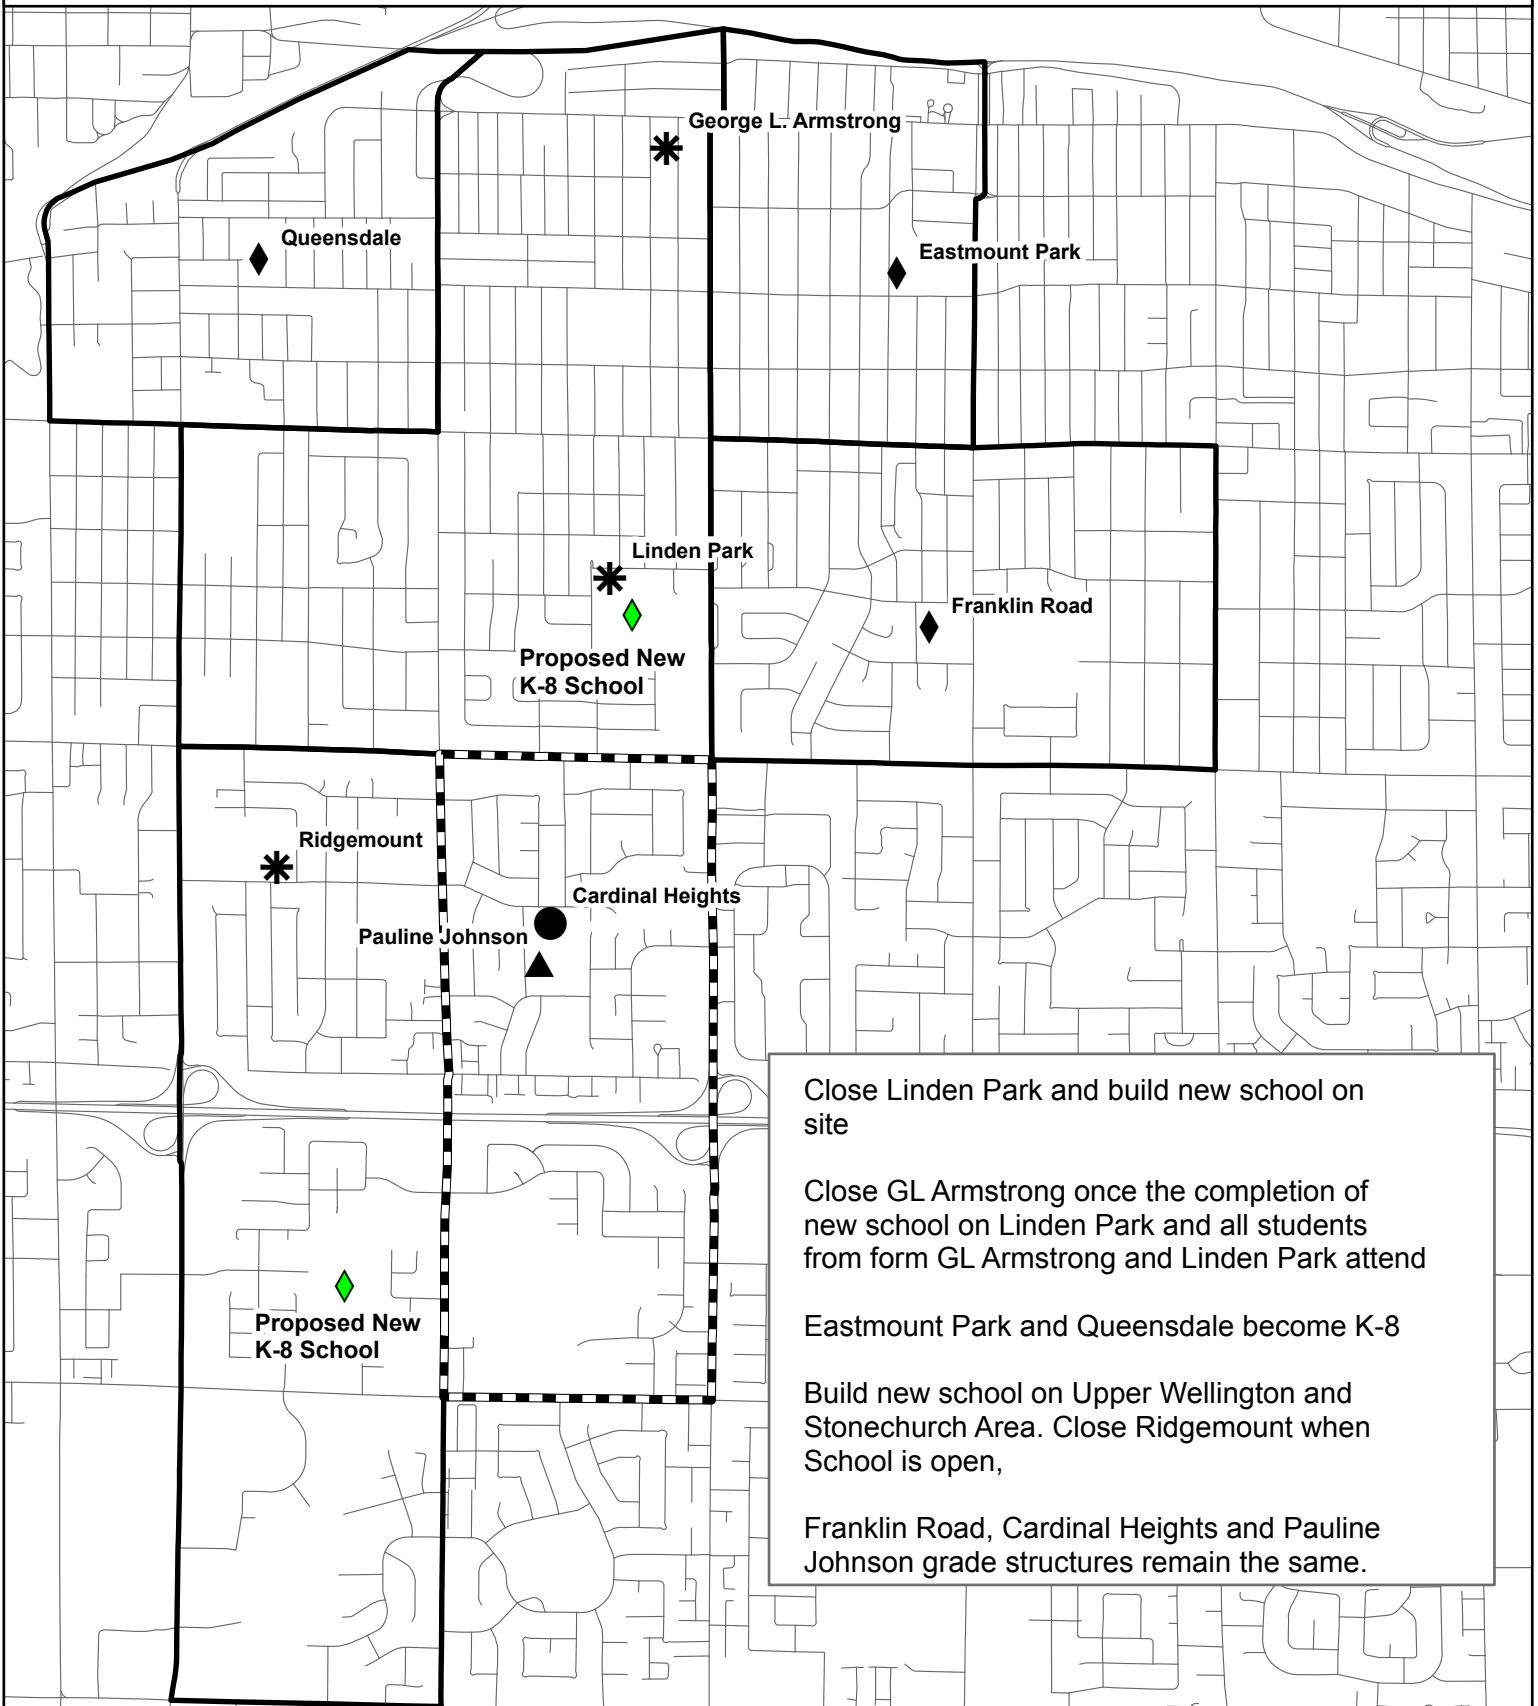 George L. Armstrong
Queensdale
Eastmount Park
Linden Park
Franklin Road
Proposed New
K-8 School
Ridgemount
Cardinal Heights
Pauline Johnson
Close Linden Park and build new school on
site
Close GL Armstrong once the completion of
new school on Linden Park and all students
from form GL Armstrong and Linden Park attend
Eastmount Park and Queensdale become K-8
Build new school on Upper Wellington and
Stonechurch Area. Close Ridgemount when
School is open,
Franklin Road, Cardinal Heights and Pauline
Johnson grade structures remain the same.
Proposed New
K-8 School